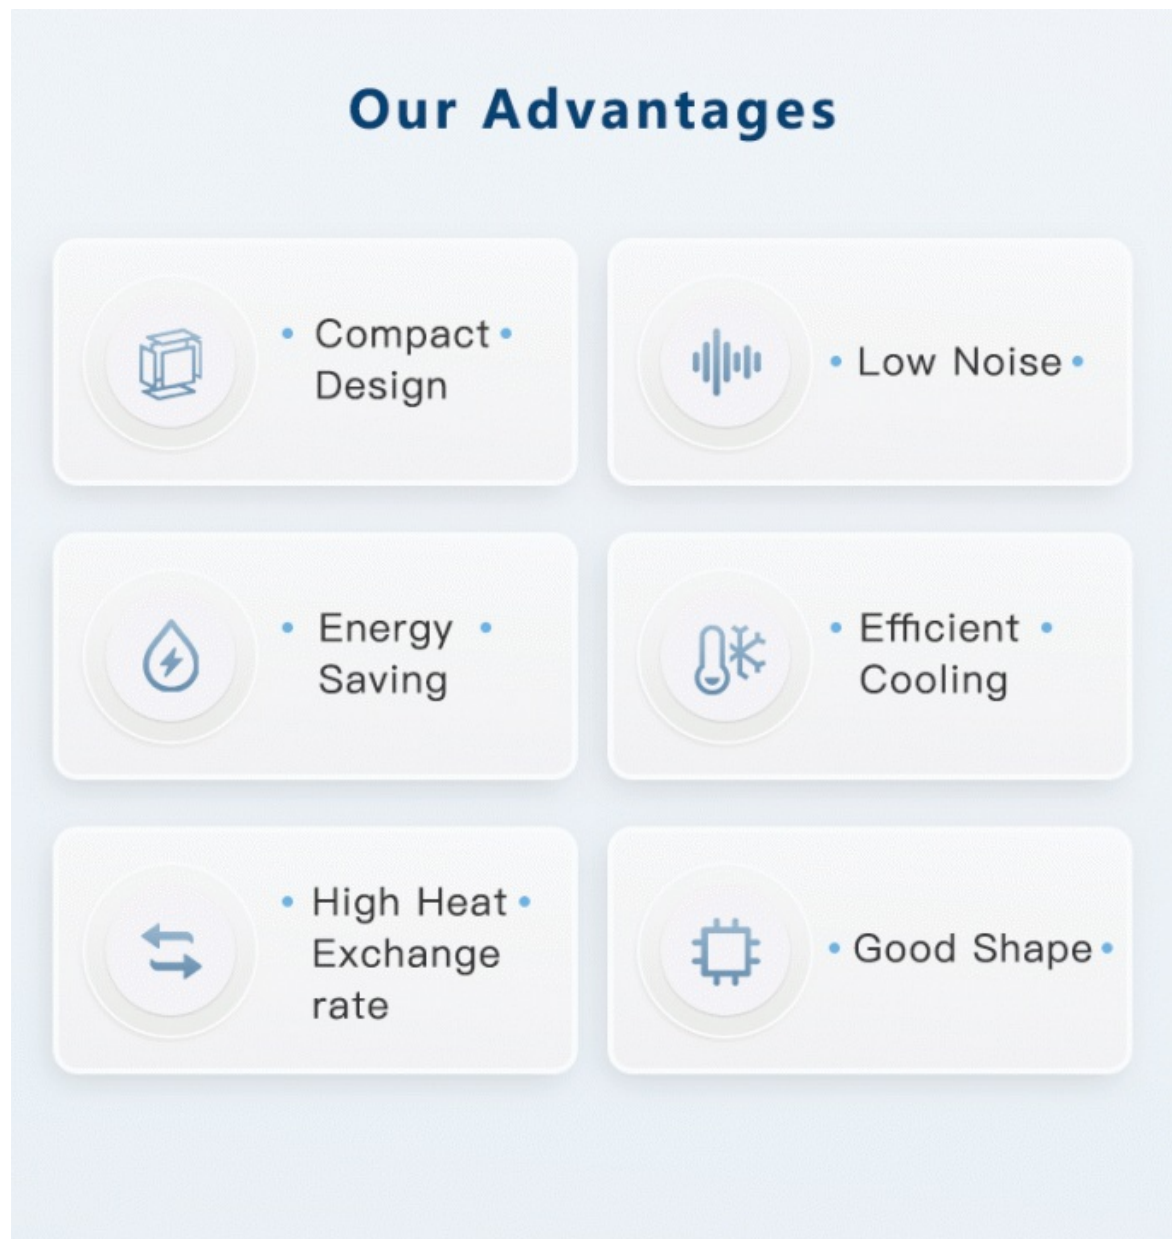 Our Advantages
• Compact •
Design
• Low Noise •
• Energy •
Saving
• Efficient •
Cooling
• High Heat •
Exchange
rate
• Good Shape •